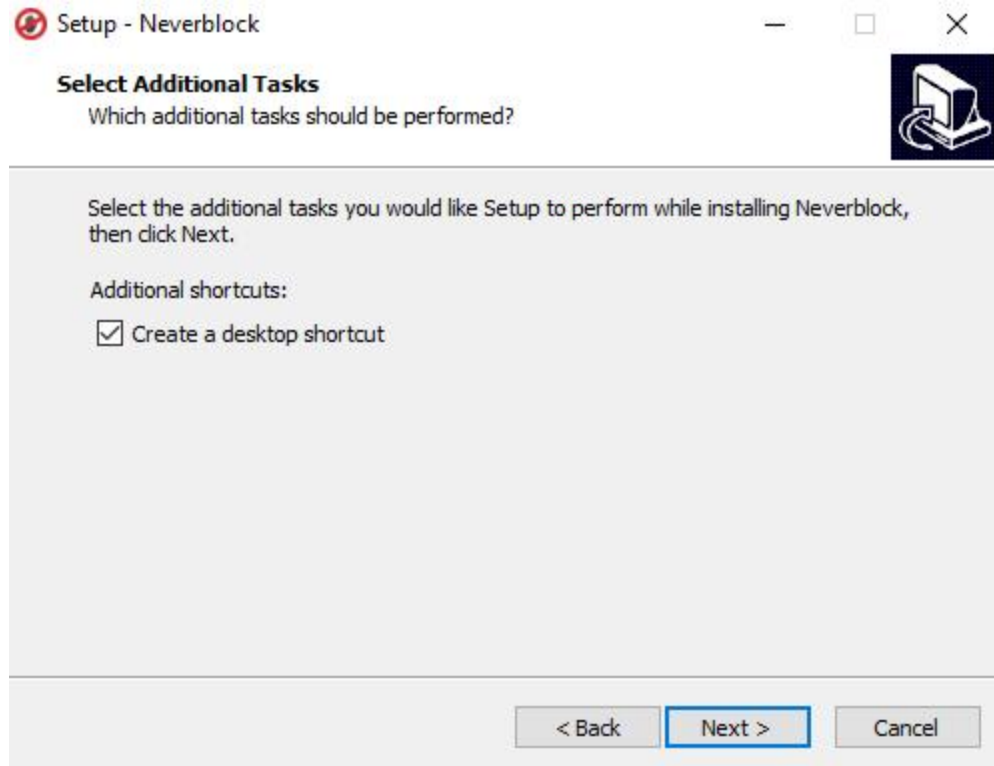 Setup - Neverblock
Select Additional Tasks
Which additional tasks should be performed?
Select the additional tasks you would like Setup to perform while installing Neverblock,
then click Next.
Additional shortcuts:
Create a desktop shortcut
< Back Next > Cancel